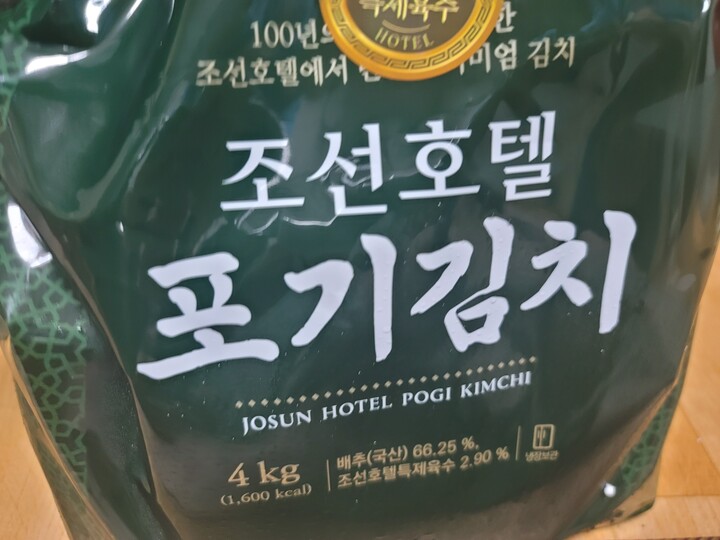 특제육수
HOTEL
100년의 한
조선호텔에서 미엄 김치
조선호텔
포기김치
JOSUN HOTEL POGI KIMCHI
4 kg
(1,600 kcal)
배추(국산) 66.25 %,
조선호텔특제육수 2.90 %
냉장보관